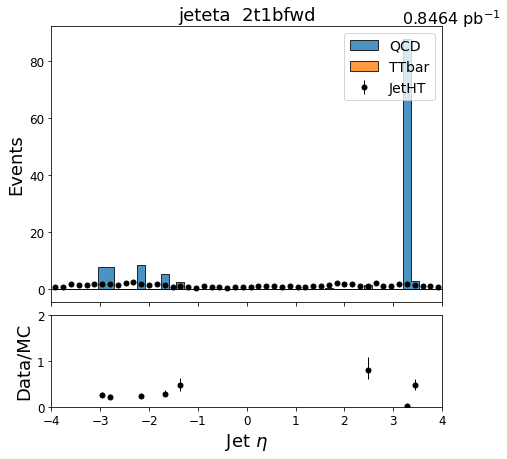 jeteta 2t1bfwd
0.8464 pb⁻¹
QCD
TTbar
JetHT
Events
80
60
40
20
0
Data/MC
2
1
0
−4 −3 −2 −1 0 1 2 3 4
Jet η